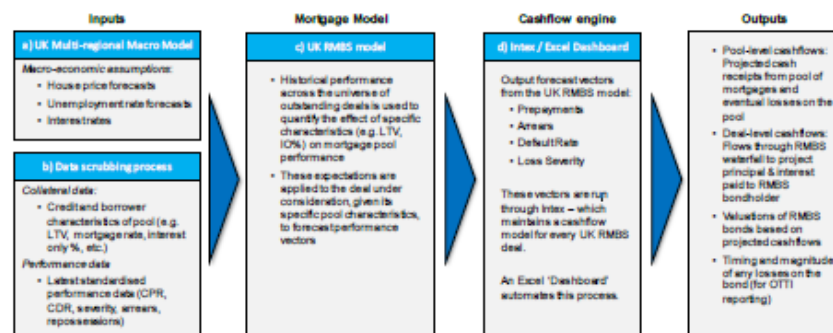 Inputs
a) UK Multi-regional Macro Model
Macro-economic assumptions:
• House price forecasts
• Unemployment rate forecasts
• Interest rates
b) Data scrubbing process
Collateral data:
• Credit and borrower
characteristics of pool (e.g.
LTV, mortgage rate, interest
only %, etc.)
Performance data
• Latest standardised
performance data (CPR,
CDR, severity, arrears,
repossessions)
Mortgage Model
c) UK RMBS model
• Historical performance
across the universe of
outstanding deals is used to
quantify the effect of specific
characteristics (e.g. LTV,
IO%) on mortgage pool
performance
• These expectations are
applied to the deal under
consideration, given its
specific pool characteristics,
to forecast performance
vectors
Cashflow engine
d) Intex / Excel Dashboard
Output forecast vectors
from the UK RMBS model:
• Prepayments
• Arrears
• Default Rate
• Loss Severity
These vectors are run
through Intex – which
maintains a cashflow
model for every UK RMBS
deal.
An Excel 'Dashboard'
automates this process.
Outputs
• Pool-level cashflows:
Projected cash
receipts from pool of
mortgages and
eventual losses on the
pool
• Deal-level cashflows:
Flows through RMBS
waterfall to project
principal & interest
paid to RMBS
bondholder
• Valuations of RMBS
bonds based on
projected cashflows
• Timing and magnitude
of any losses on the
bond (for OTTI
reporting)